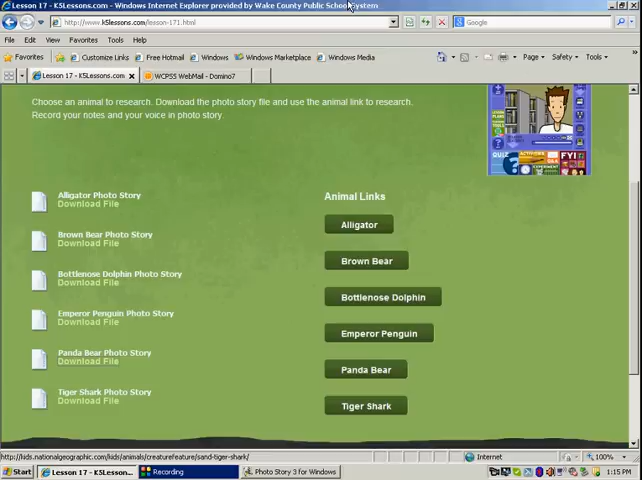 Lesson 17 - K5Lessons.com - Windows Internet Explorer provided by Wake County Public School System
http://www.k5lessons.com/lesson-171.html
Google
File Edit View Favorites Tools Help
Favorites Customize Links Free Hotmail Windows Windows Marketplace Windows Media
Lesson 17 - K5Lessons.com WCPSS WebMail - Domino7 Page Safety Tools
Choose an animal to research. Download the photo story file and use the animal link to research.
Record your notes and your voice in photo story.
QUIZ
FYI
Alligator Photo Story
Download File
Brown Bear Photo Story
Download File
Bottlenose Dolphin Photo Story
Download File
Emperor Penguin Photo Story
Download File
Panda Bear Photo Story
Download File
Tiger Shark Photo Story
Download File
Animal Links
Alligator
Brown Bear
Bottlenose Dolphin
Emperor Penguin
Panda Bear
Tiger Shark
http://kids.nationalgeographic.com/kids/animals/creaturefeature/sand-tiger-shark/ Internet 100%
Start Lesson 17 - K5Lesson... Recording Photo Story 3 for Windows 1:15 PM